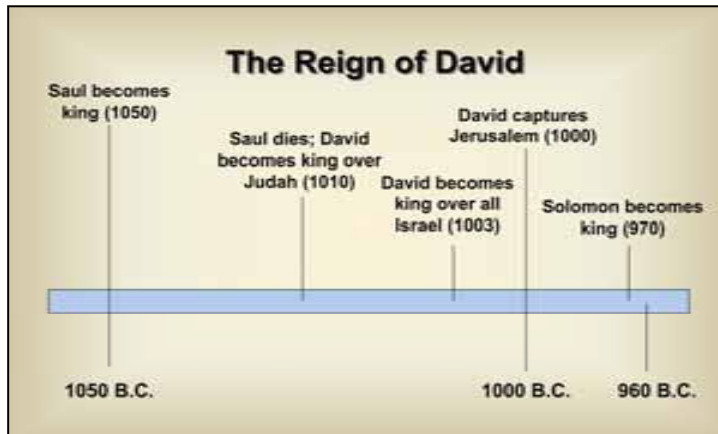 The Reign of David
Saul becomes
king (1050)
Saul dies; David
becomes king over
Judah (1010)
David becomes
king over all
Israel (1003)
David captures
Jerusalem (1000)
Solomon becomes
king (970)
1050 B.C.
1000 B.C.
960 B.C.